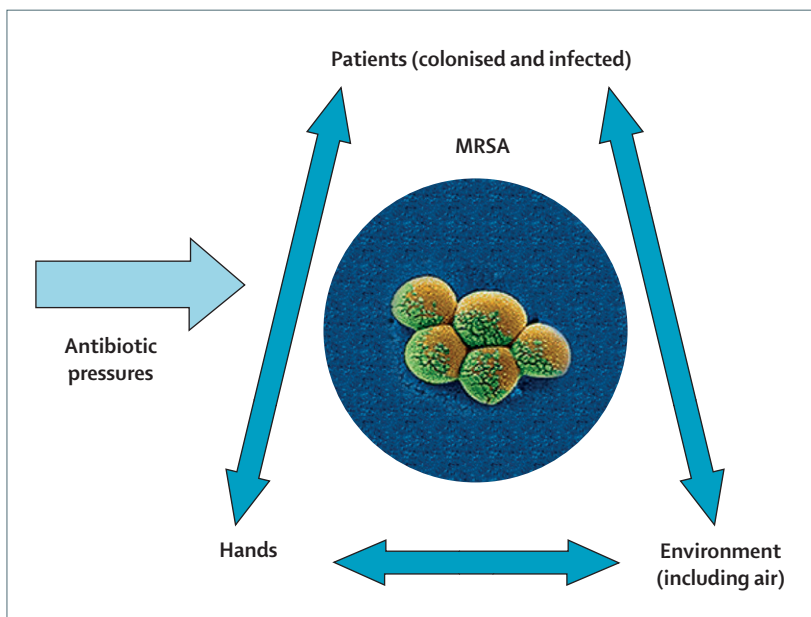 Patients (colonised and infected)
MRSA
Antibiotic
pressures
Hands
Environment
(including air)